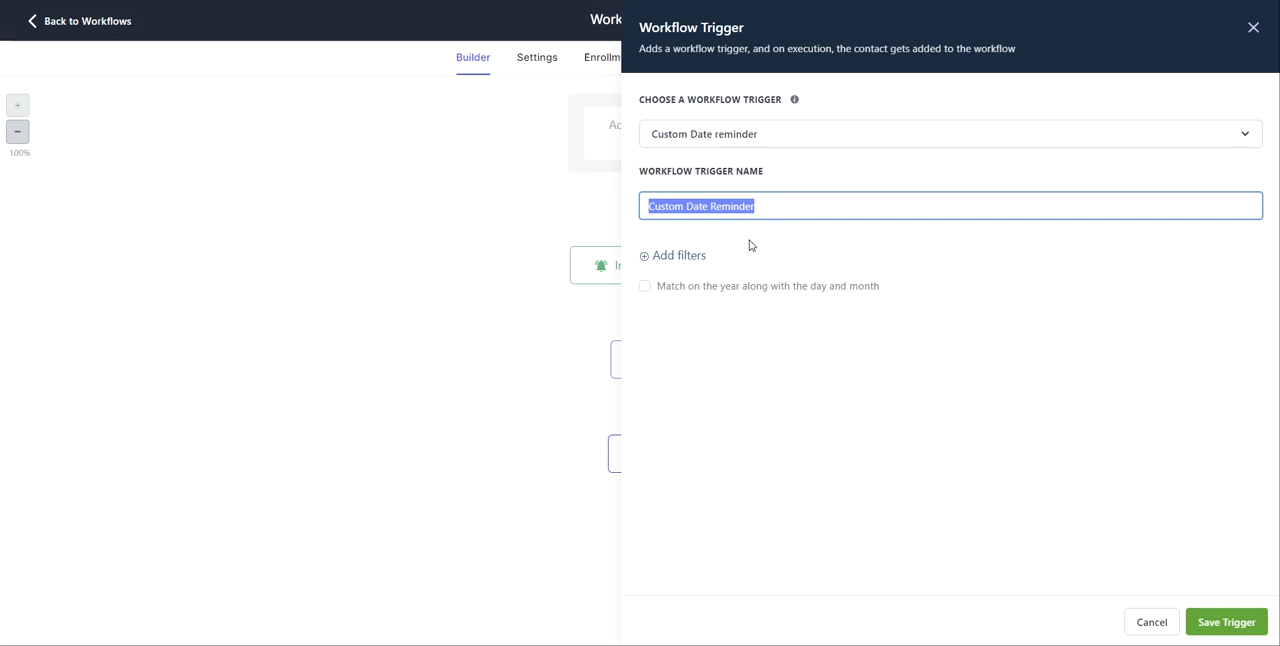 Back to Workflows
Work
Workflow Trigger
Adds a workflow trigger, and on execution, the contact gets added to the workflow
Builder
Settings
Enrollm
CHOOSE A WORKFLOW TRIGGER
Custom Date reminder
WORKFLOW TRIGGER NAME
Custom Date Reminder
Add filters
Match on the year along with the day and month
100%
Ac
In
Cancel
Save Trigger